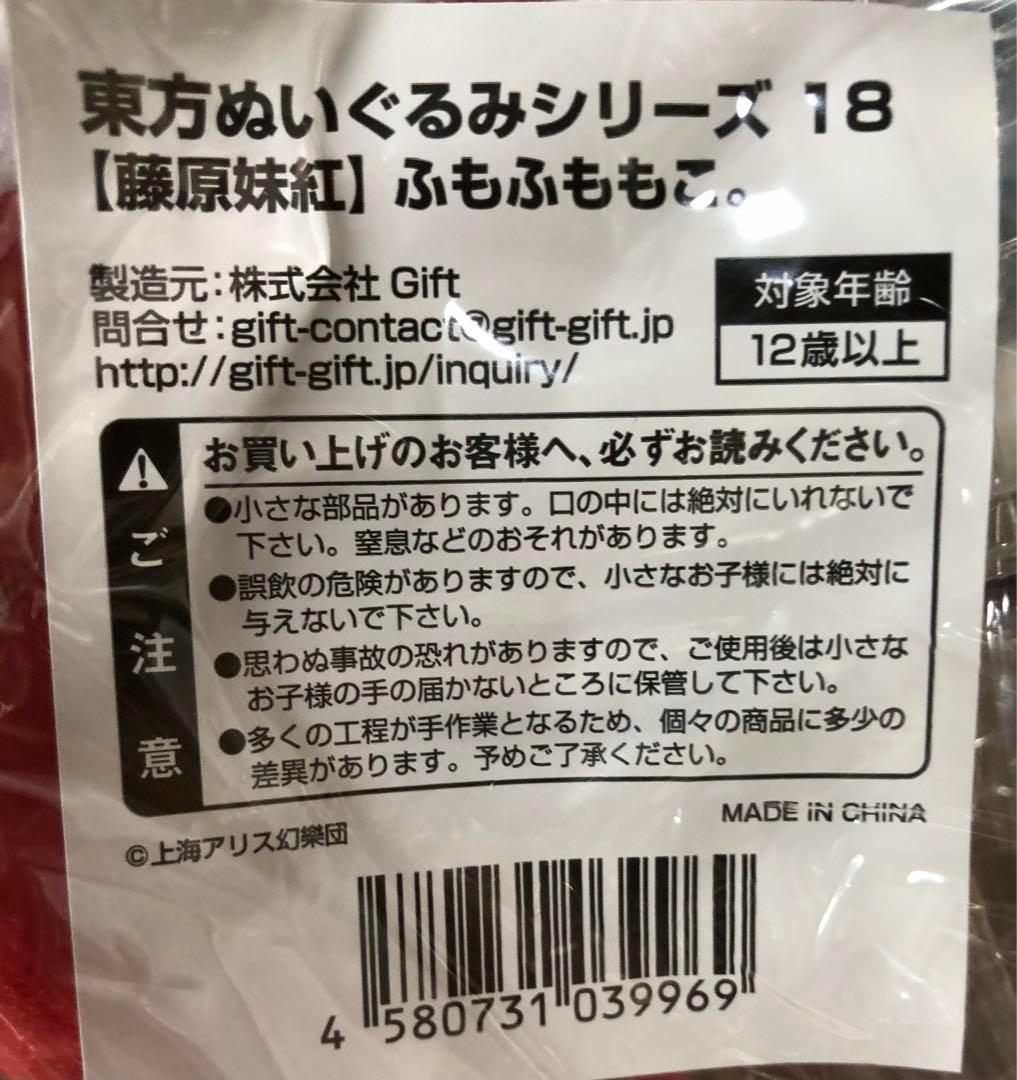 東方ぬいぐるみシリーズ 18
【藤原妹紅】ふもふももこ。
製造元：株式会社 Gift
問合せ：gift-contact@gift-gift.jp
http://gift-gift.jp/inquiry/
対象年齢
12歳以上
ご注意
お買い上げのお客様へ、必ずお読みください。
●小さな部品があります。口の中には絶対にいれないで
下さい。窒息などのおそれがあります。
●誤飲の危険がありますので、小さなお子様には絶対に
与えないで下さい。
●思わぬ事故の恐れがありますので、ご使用後は小さな
お子様の手の届かないところに保管して下さい。
●多くの工程が手作業となるため、個々の商品に多少の
差異があります。予めご了承ください。
MADE IN CHINA
©上海アリス幻樂団
4 580731 039969